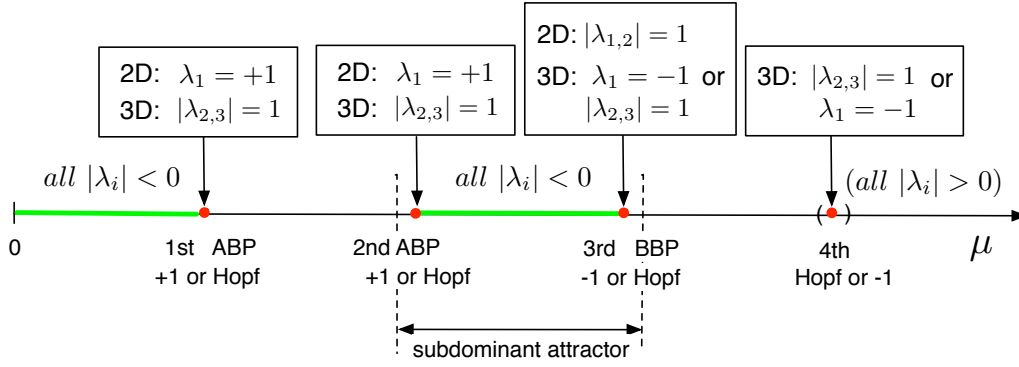 2D: λ₁ = +1
3D: |λ₂,₃| = 1
2D: λ₁ = +1
3D: |λ₂,₃| = 1
2D: |λ₁,₂| = 1
3D: λ₁ = −1 or
|λ₂,₃| = 1
3D: |λ₂,₃| = 1 or
λ₁ = −1
all |λᵢ| < 0
all |λᵢ| < 0
(all |λᵢ| > 0)
( )
0
1st ABP
+1 or Hopf
2nd ABP
+1 or Hopf
3rd BBP
-1 or Hopf
4th
Hopf or -1
μ
subdominant attractor